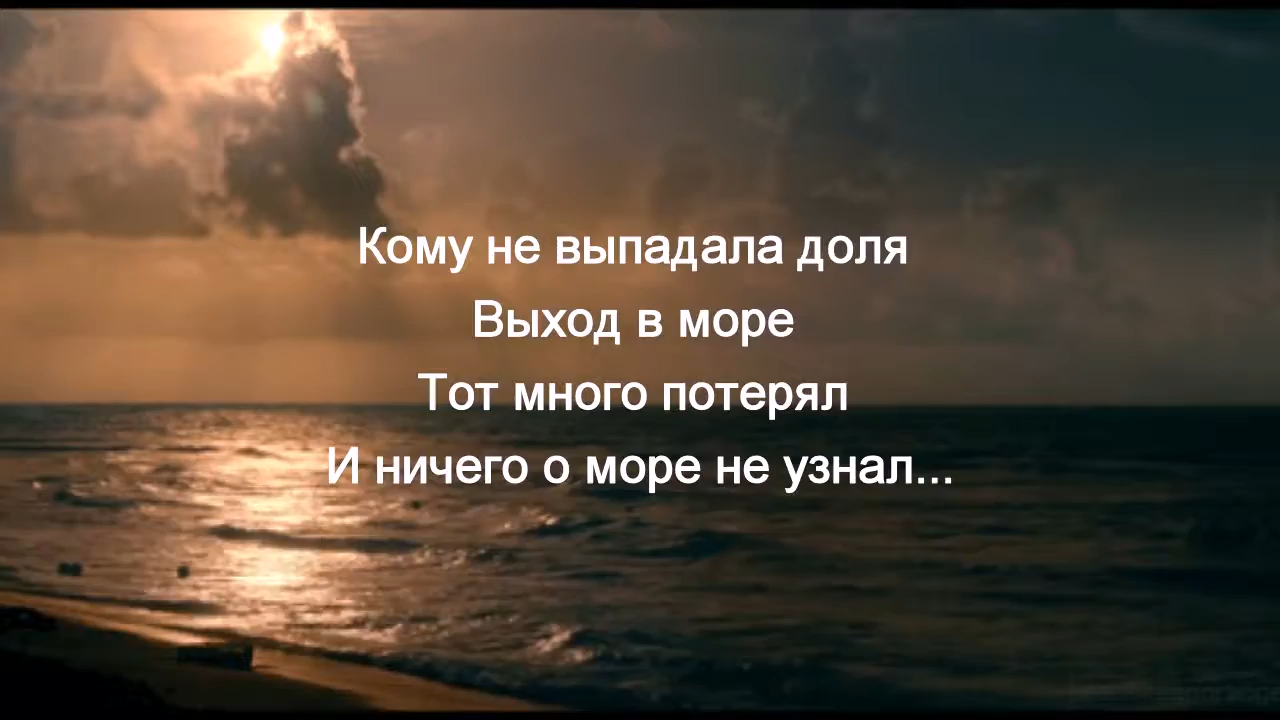 Кому не выпадала доля
Выход в море
Тот много потерял
И ничего о море не узнал...